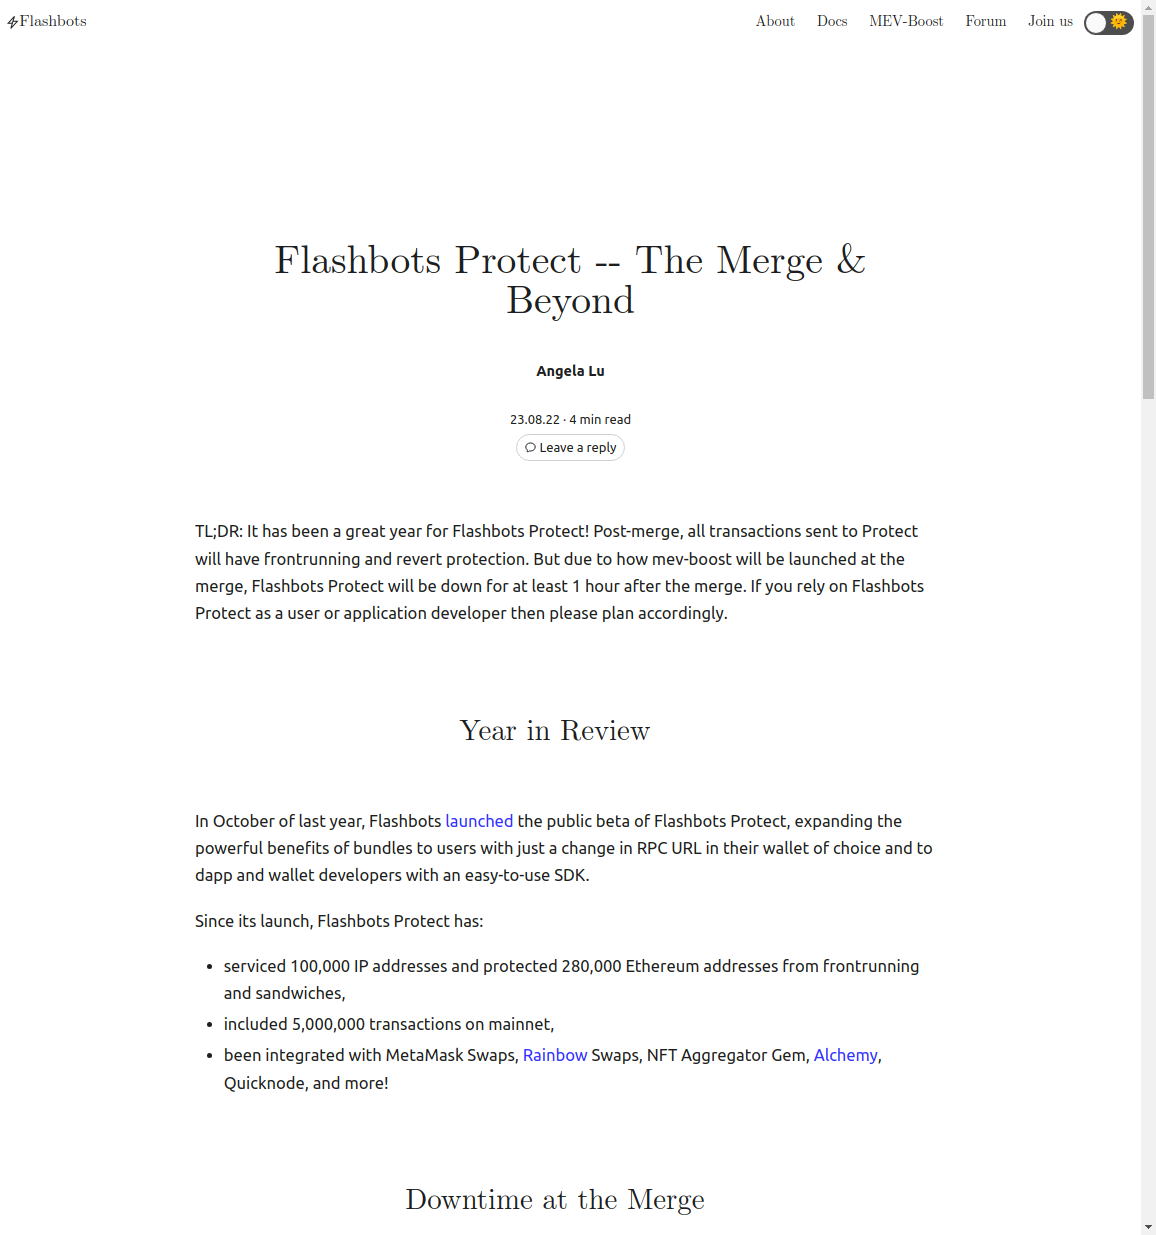 Flashbots
About Docs MEV-Boost Forum Join us
Flashbots Protect -- The Merge &
Beyond
Angela Lu
23.08.22 · 4 min read
Leave a reply
TL;DR: It has been a great year for Flashbots Protect! Post-merge, all transactions sent to Protect
will have frontrunning and revert protection. But due to how mev-boost will be launched at the
merge, Flashbots Protect will be down for at least 1 hour after the merge. If you rely on Flashbots
Protect as a user or application developer then please plan accordingly.
Year in Review
In October of last year, Flashbots launched the public beta of Flashbots Protect, expanding the
powerful benefits of bundles to users with just a change in RPC URL in their wallet of choice and to
dapp and wallet developers with an easy-to-use SDK.
Since its launch, Flashbots Protect has:
• serviced 100,000 IP addresses and protected 280,000 Ethereum addresses from frontrunning
and sandwiches,
• included 5,000,000 transactions on mainnet,
• been integrated with MetaMask Swaps, Rainbow Swaps, NFT Aggregator Gem, Alchemy,
Quicknode, and more!
Downtime at the Merge